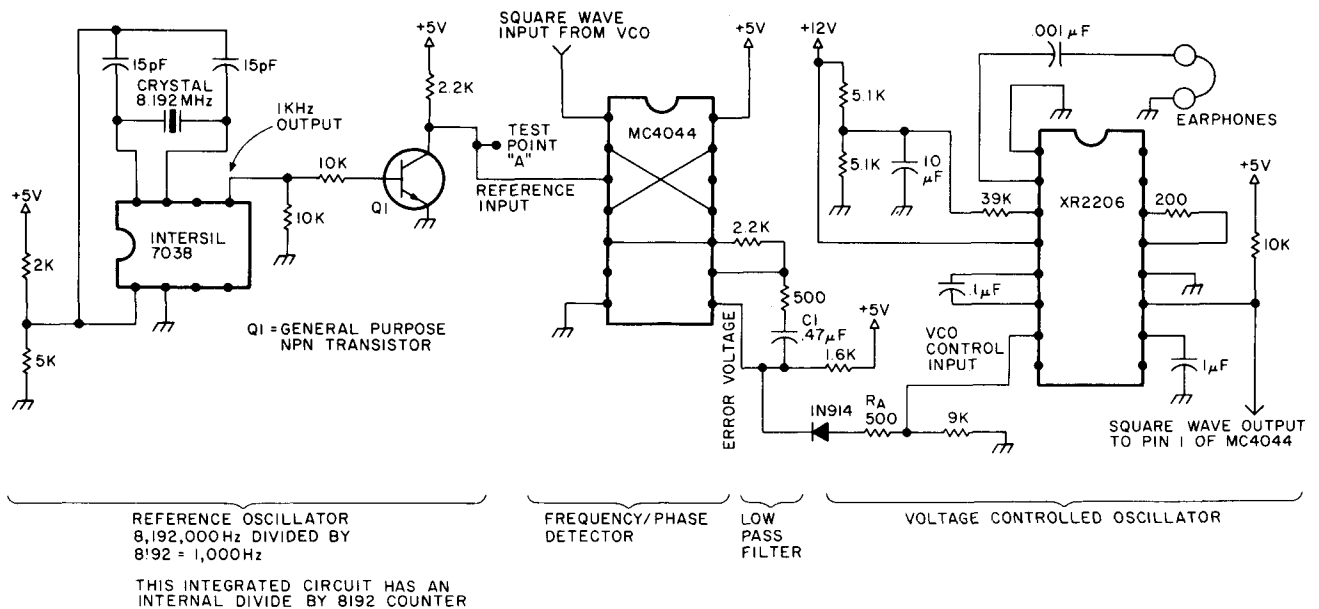 SQUARE WAVE
INPUT FROM VCO
+5V
+5V
+12V
.001µF
15pF
15pF
CRYSTAL
8.192MHz
1KHz
OUTPUT
2.2K
TEST
POINT
"A"
MC4044
5.1K
5.1K
10
µF
EARPHONES
+5V
10K
Q1
REFERENCE
INPUT
39K
XR2206
200
+5V
INTERSIL
7038
10K
2.2K
10K
2K
500
C1
.47µF
.1µF
+5V
Q1 = GENERAL PURPOSE
NPN TRANSISTOR
5K
ERROR VOLTAGE
1.6K
VCO
CONTROL
INPUT
1µF
1N914
RA
500
9K
SQUARE WAVE OUTPUT
TO PIN 1 OF MC4044
REFERENCE OSCILLATOR
8,192,000Hz DIVIDED BY
8192 = 1,000Hz
FREQUENCY/PHASE
DETECTOR
LOW
PASS
FILTER
VOLTAGE CONTROLLED OSCILLATOR
THIS INTEGRATED CIRCUIT HAS AN
INTERNAL DIVIDE BY 8192 COUNTER